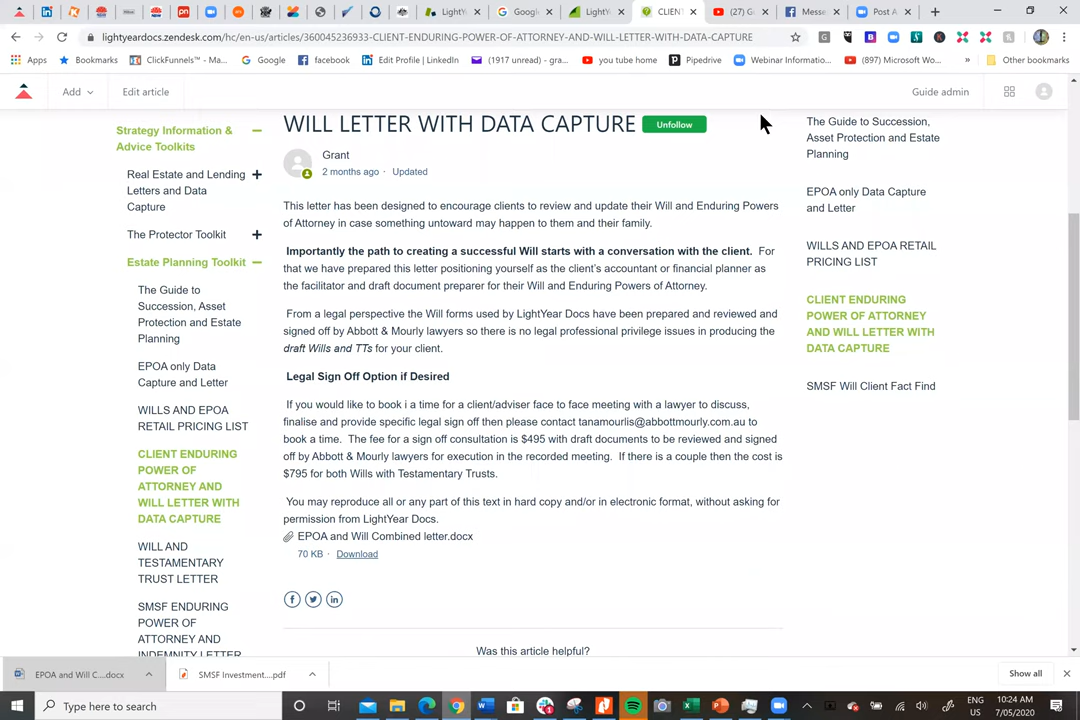 LightY
Google
LightY
CLIEN
(27) G
Messe
Post A
lightyeardocs.zendesk.com/hc/en-us/articles/360045236933-CLIENT-ENDURING-POWER-OF-ATTORNEY-AND-WILL-LETTER-WITH-DATA-CAPTURE
Apps
Bookmarks
ClickFunnels™ - Ma...
Google
facebook
Edit Profile | LinkedIn
(1917 unread) - gra...
you tube home
Pipedrive
Webinar Informatio...
(897) Microsoft Wo...
»
Other bookmarks
Add
Edit article
Guide admin
Strategy Information &
Advice Toolkits
Real Estate and Lending
Letters and Data
Capture
The Protector Toolkit
Estate Planning Toolkit
The Guide to
Succession, Asset
Protection and Estate
Planning
EPOA only Data
Capture and Letter
WILLS AND EPOA
RETAIL PRICING LIST
CLIENT ENDURING
POWER OF
ATTORNEY AND
WILL LETTER WITH
DATA CAPTURE
WILL AND
TESTAMENTARY
TRUST LETTER
SMSF ENDURING
POWER OF
ATTORNEY AND
INDEMNITY LETTER
WILL LETTER WITH DATA CAPTURE
Unfollow
Grant
2 months ago · Updated
This letter has been designed to encourage clients to review and update their Will and Enduring Powers
of Attorney in case something untoward may happen to them and their family.
Importantly the path to creating a successful Will starts with a conversation with the client. For
that we have prepared this letter positioning yourself as the client's accountant or financial planner as
the facilitator and draft document preparer for their Will and Enduring Powers of Attorney.
From a legal perspective the Will forms used by LightYear Docs have been prepared and reviewed and
signed off by Abbott & Mourly lawyers so there is no legal professional privilege issues in producing the
draft Wills and TTs for your client.
Legal Sign Off Option if Desired
If you would like to book i a time for a client/adviser face to face meeting with a lawyer to discuss,
finalise and provide specific legal sign off then please contact tanamourlis@abbottmourly.com.au to
book a time. The fee for a sign off consultation is $495 with draft documents to be reviewed and signed
off by Abbott & Mourly lawyers for execution in the recorded meeting. If there is a couple then the cost is
$795 for both Wills with Testamentary Trusts.
You may reproduce all or any part of this text in hard copy and/or in electronic format, without asking for
permission from LightYear Docs.
EPOA and Will Combined letter.docx
70 KB · Download
Was this article helpful?
The Guide to Succession,
Asset Protection and Estate
Planning
EPOA only Data Capture
and Letter
WILLS AND EPOA RETAIL
PRICING LIST
CLIENT ENDURING
POWER OF ATTORNEY
AND WILL LETTER WITH
DATA CAPTURE
SMSF Will Client Fact Find
EPOA and Will C....docx
SMSF Investment....pdf
Show all
Type here to search
ENG
US
10:24 AM
7/05/2020